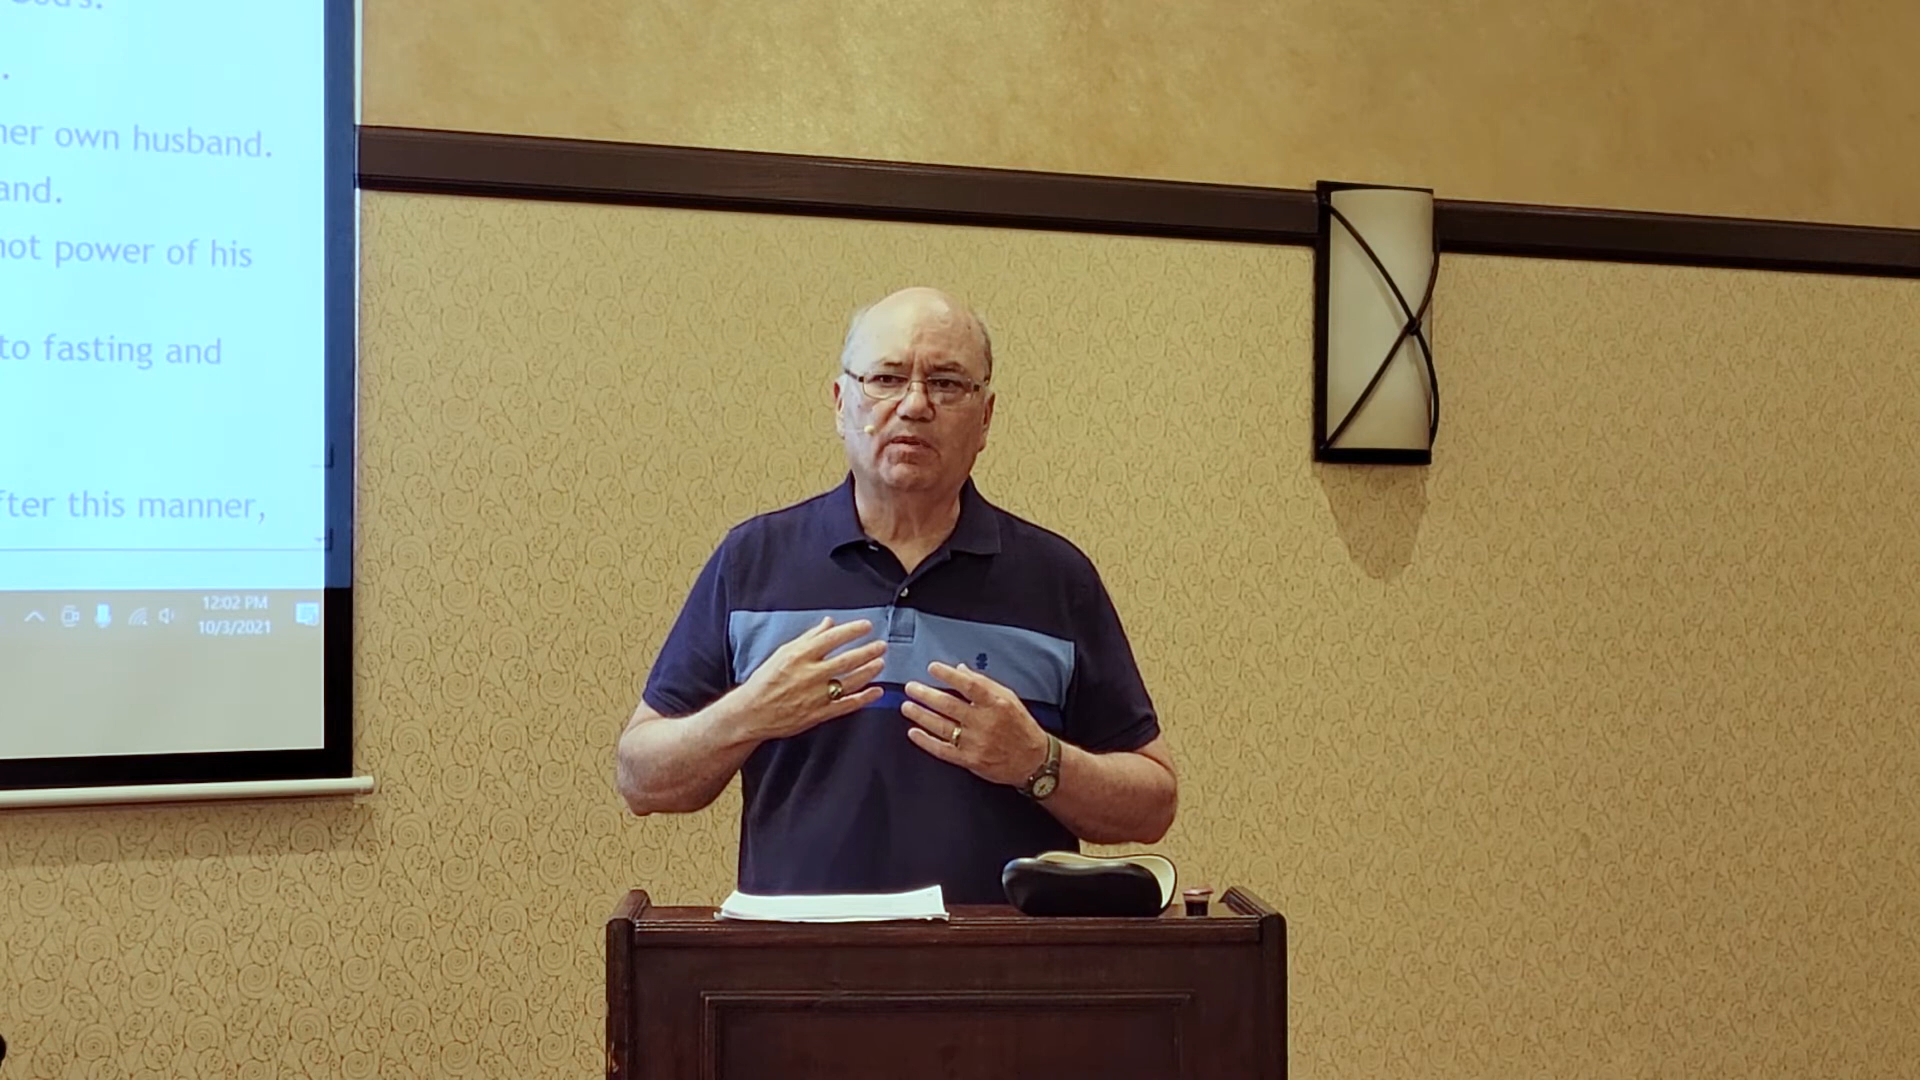 God's.
.
her own husband.
and.
not power of his
to fasting and
fter this manner,
12:02 PM
10/3/2021